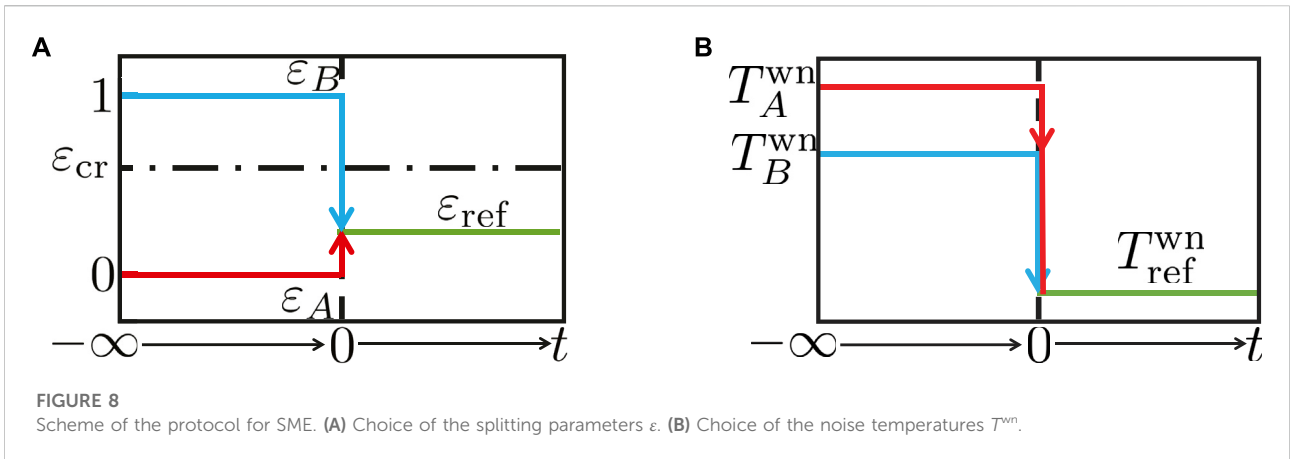 A
B
ε_B
1
ε_cr
ε_ref
0
ε_A
−∞ 0 t
T_A^wn
T_B^wn
T_ref^wn
−∞ 0 t
FIGURE 8
Scheme of the protocol for SME. (A) Choice of the splitting parameters ε. (B) Choice of the noise temperatures T^wn.